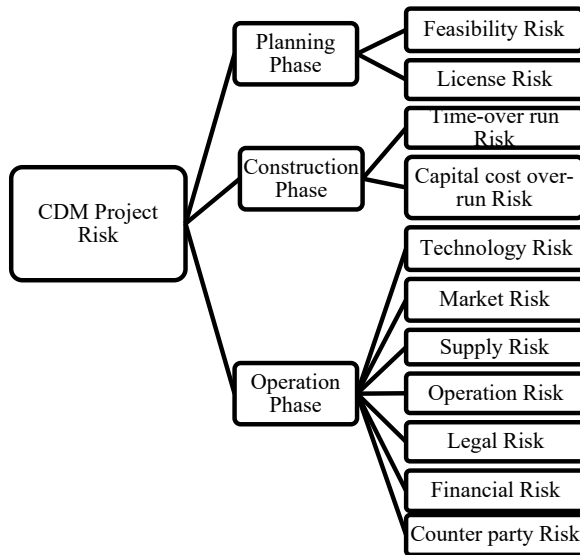 CDM Project
Risk
Planning
Phase
Feasibility Risk
License Risk
Construction
Phase
Time-over run
Risk
Capital cost over-
run Risk
Operation
Phase
Technology Risk
Market Risk
Supply Risk
Operation Risk
Legal Risk
Financial Risk
Counter party Risk